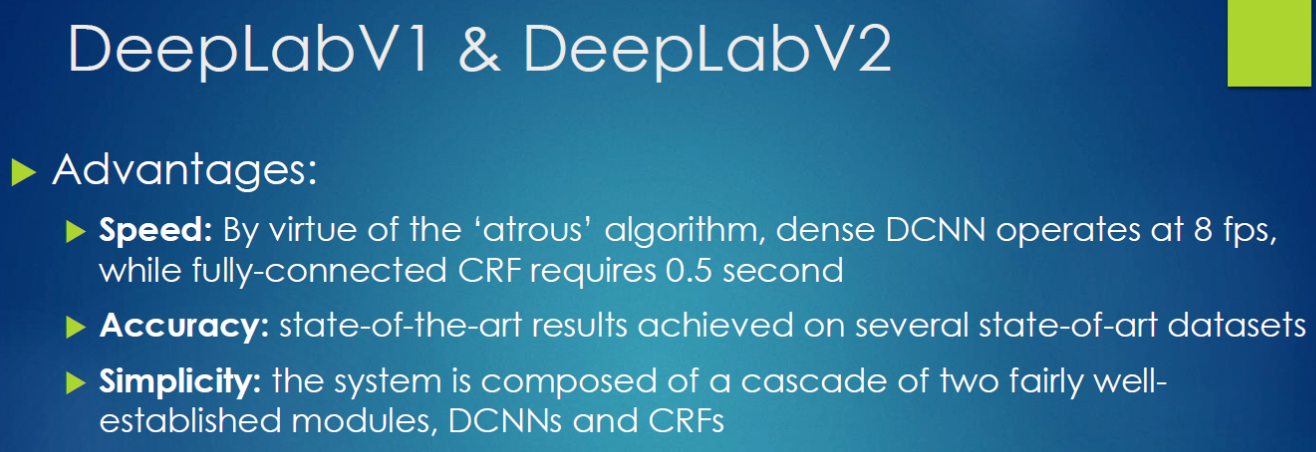 DeepLabV1 & DeepLabV2
Advantages:
Speed: By virtue of the ‘atrous’ algorithm, dense DCNN operates at 8 fps,
while fully-connected CRF requires 0.5 second
Accuracy: state-of-the-art results achieved on several state-of-art datasets
Simplicity: the system is composed of a cascade of two fairly well-
established modules, DCNNs and CRFs